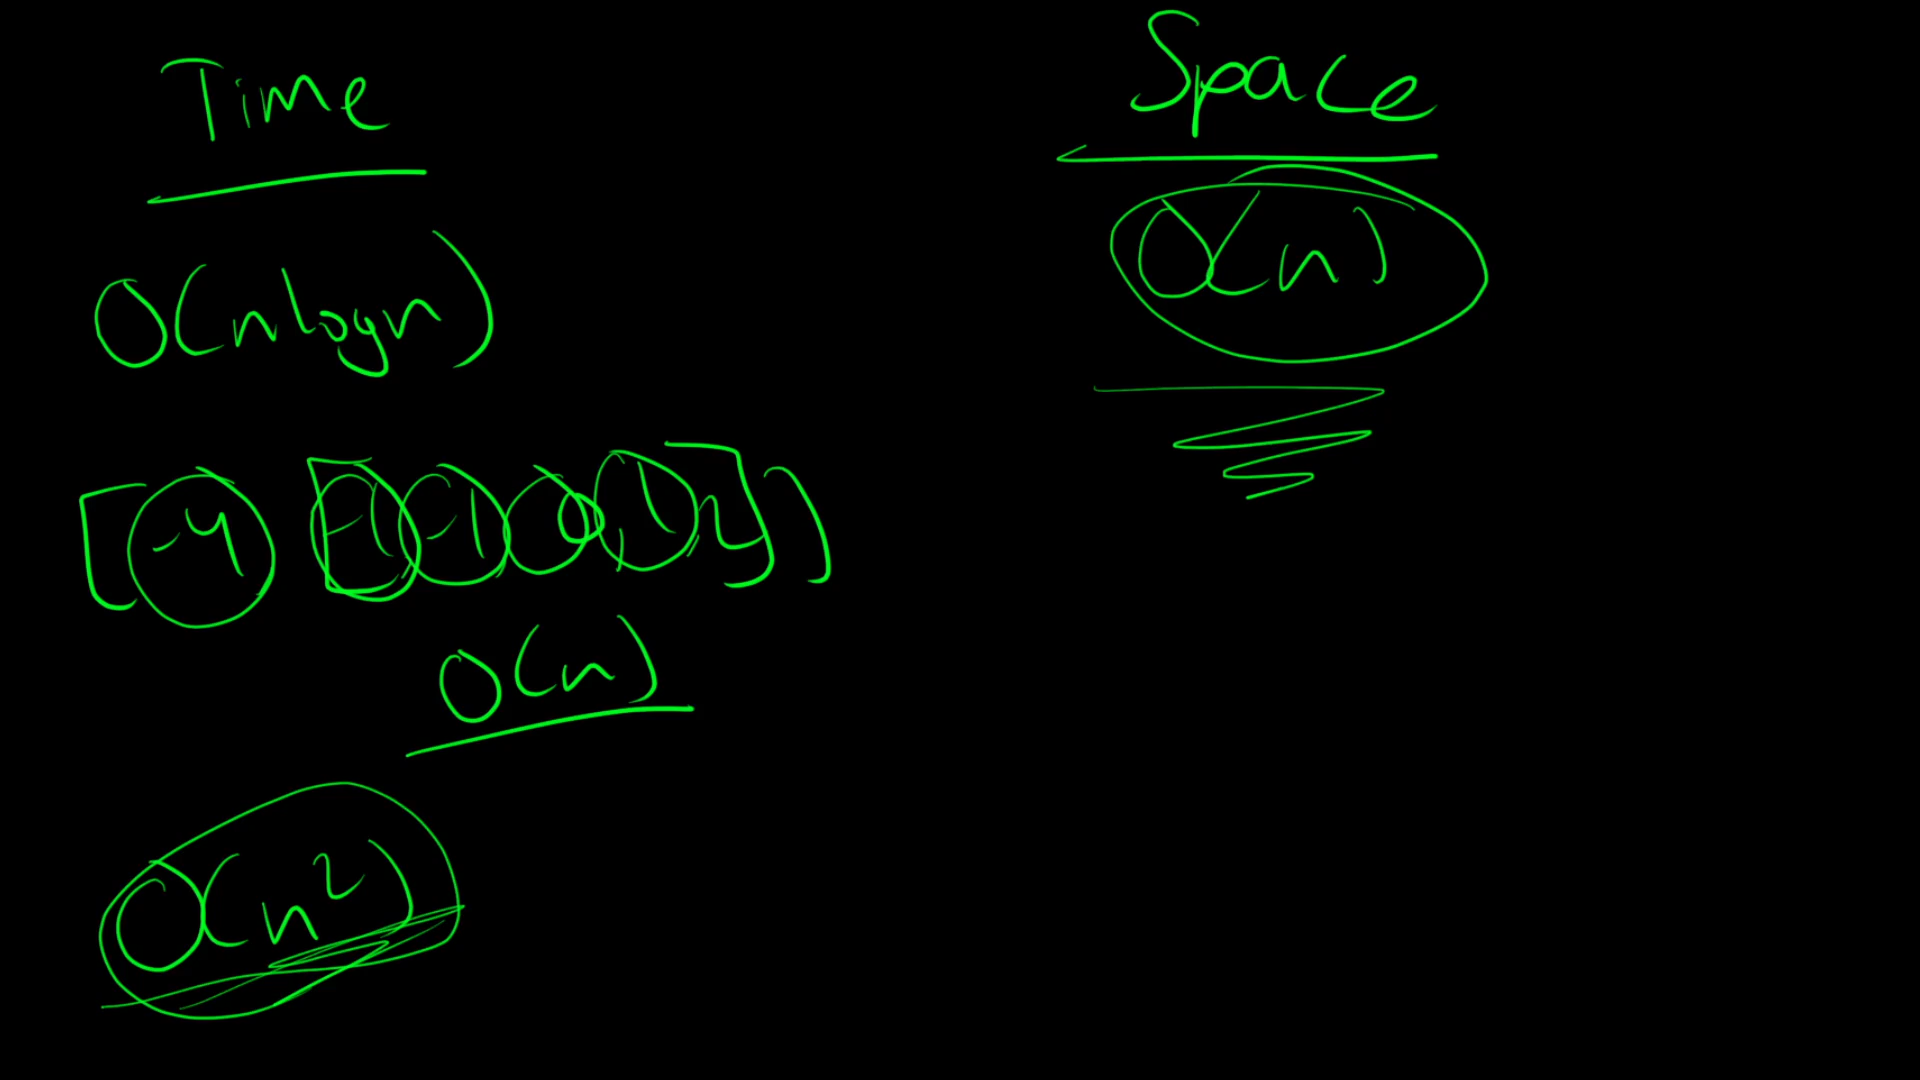 Time
Space
O(nlogn)
O(n)
[-4 [-1 -1 0, 1, 2]]
O(n)
O(n²)